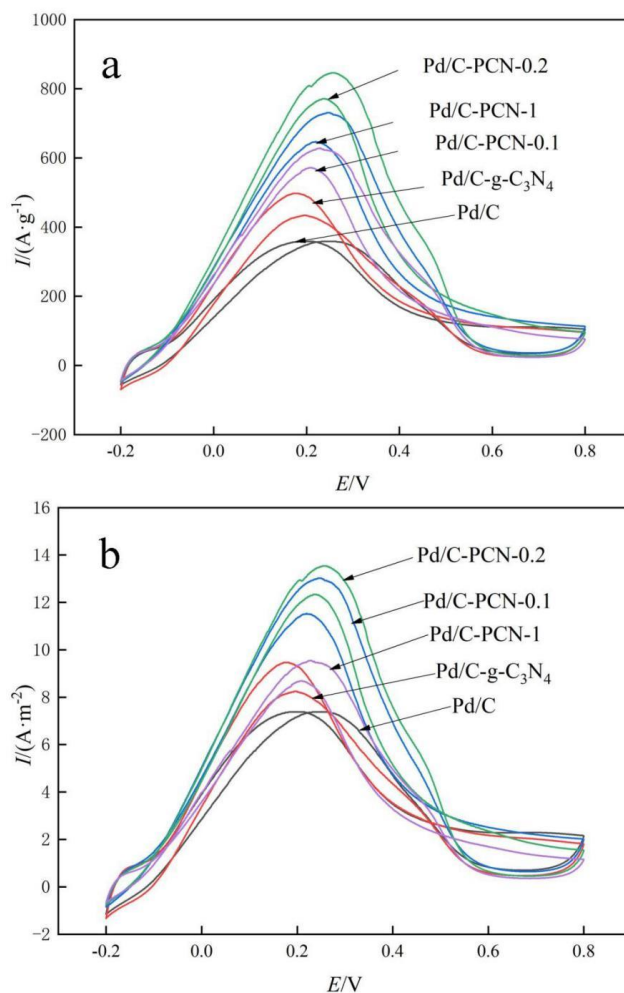 a
1000
800
600
400
200
0
−200
I/(A·g⁻¹)
Pd/C-PCN-0.2
Pd/C-PCN-1
Pd/C-PCN-0.1
Pd/C-g-C₃N₄
Pd/C
-0.2 0.0 0.2 0.4 0.6 0.8
E/V
b
16
14
12
10
8
6
4
2
0
−2
I/(A·m⁻²)
Pd/C-PCN-0.2
Pd/C-PCN-0.1
Pd/C-PCN-1
Pd/C-g-C₃N₄
Pd/C
-0.2 0.0 0.2 0.4 0.6 0.8
E/V